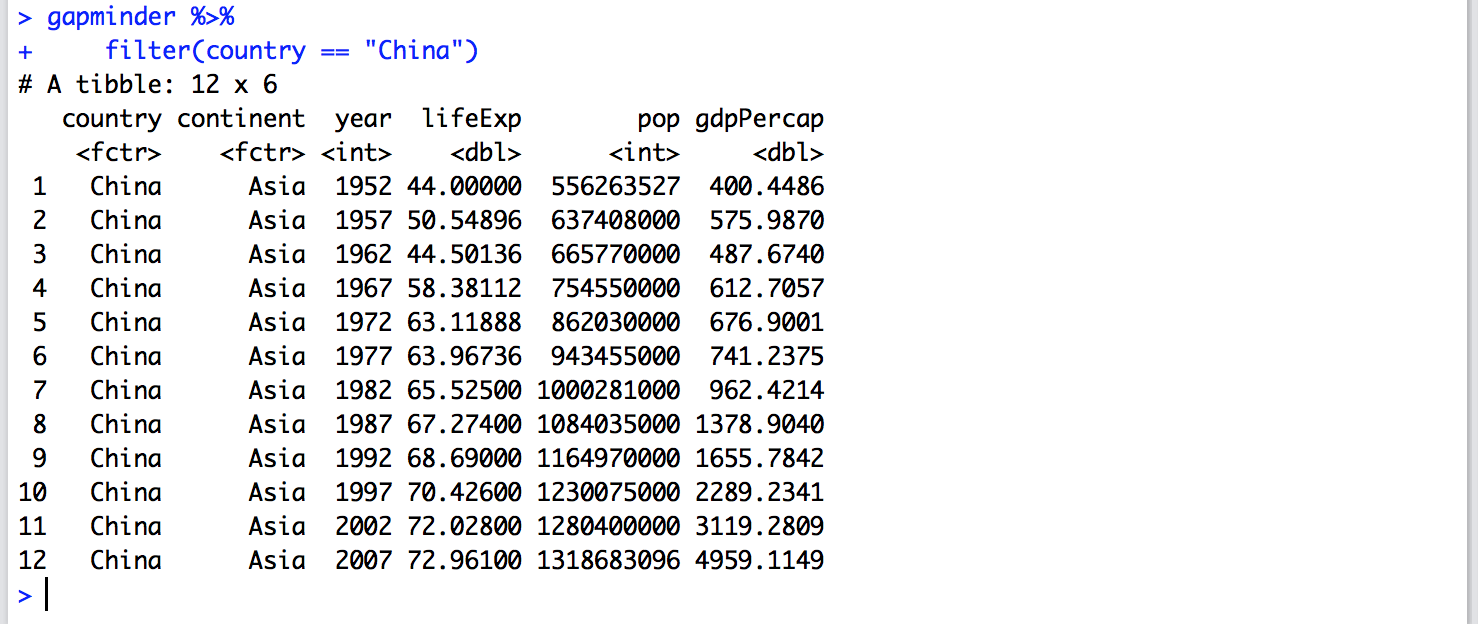 > gapminder %>%
+     filter(country == "China")
# A tibble: 12 x 6
   country continent  year  lifeExp        pop gdpPercap
    <fctr>    <fctr> <int>    <dbl>      <int>     <dbl>
 1   China      Asia  1952 44.00000  556263527  400.4486
 2   China      Asia  1957 50.54896  637408000  575.9870
 3   China      Asia  1962 44.50136  665770000  487.6740
 4   China      Asia  1967 58.38112  754550000  612.7057
 5   China      Asia  1972 63.11888  862030000  676.9001
 6   China      Asia  1977 63.96736  943455000  741.2375
 7   China      Asia  1982 65.52500 1000281000  962.4214
 8   China      Asia  1987 67.27400 1084035000 1378.9040
 9   China      Asia  1992 68.69000 1164970000 1655.7842
10   China      Asia  1997 70.42600 1230075000 2289.2341
11   China      Asia  2002 72.02800 1280400000 3119.2809
12   China      Asia  2007 72.96100 1318683096 4959.1149
>